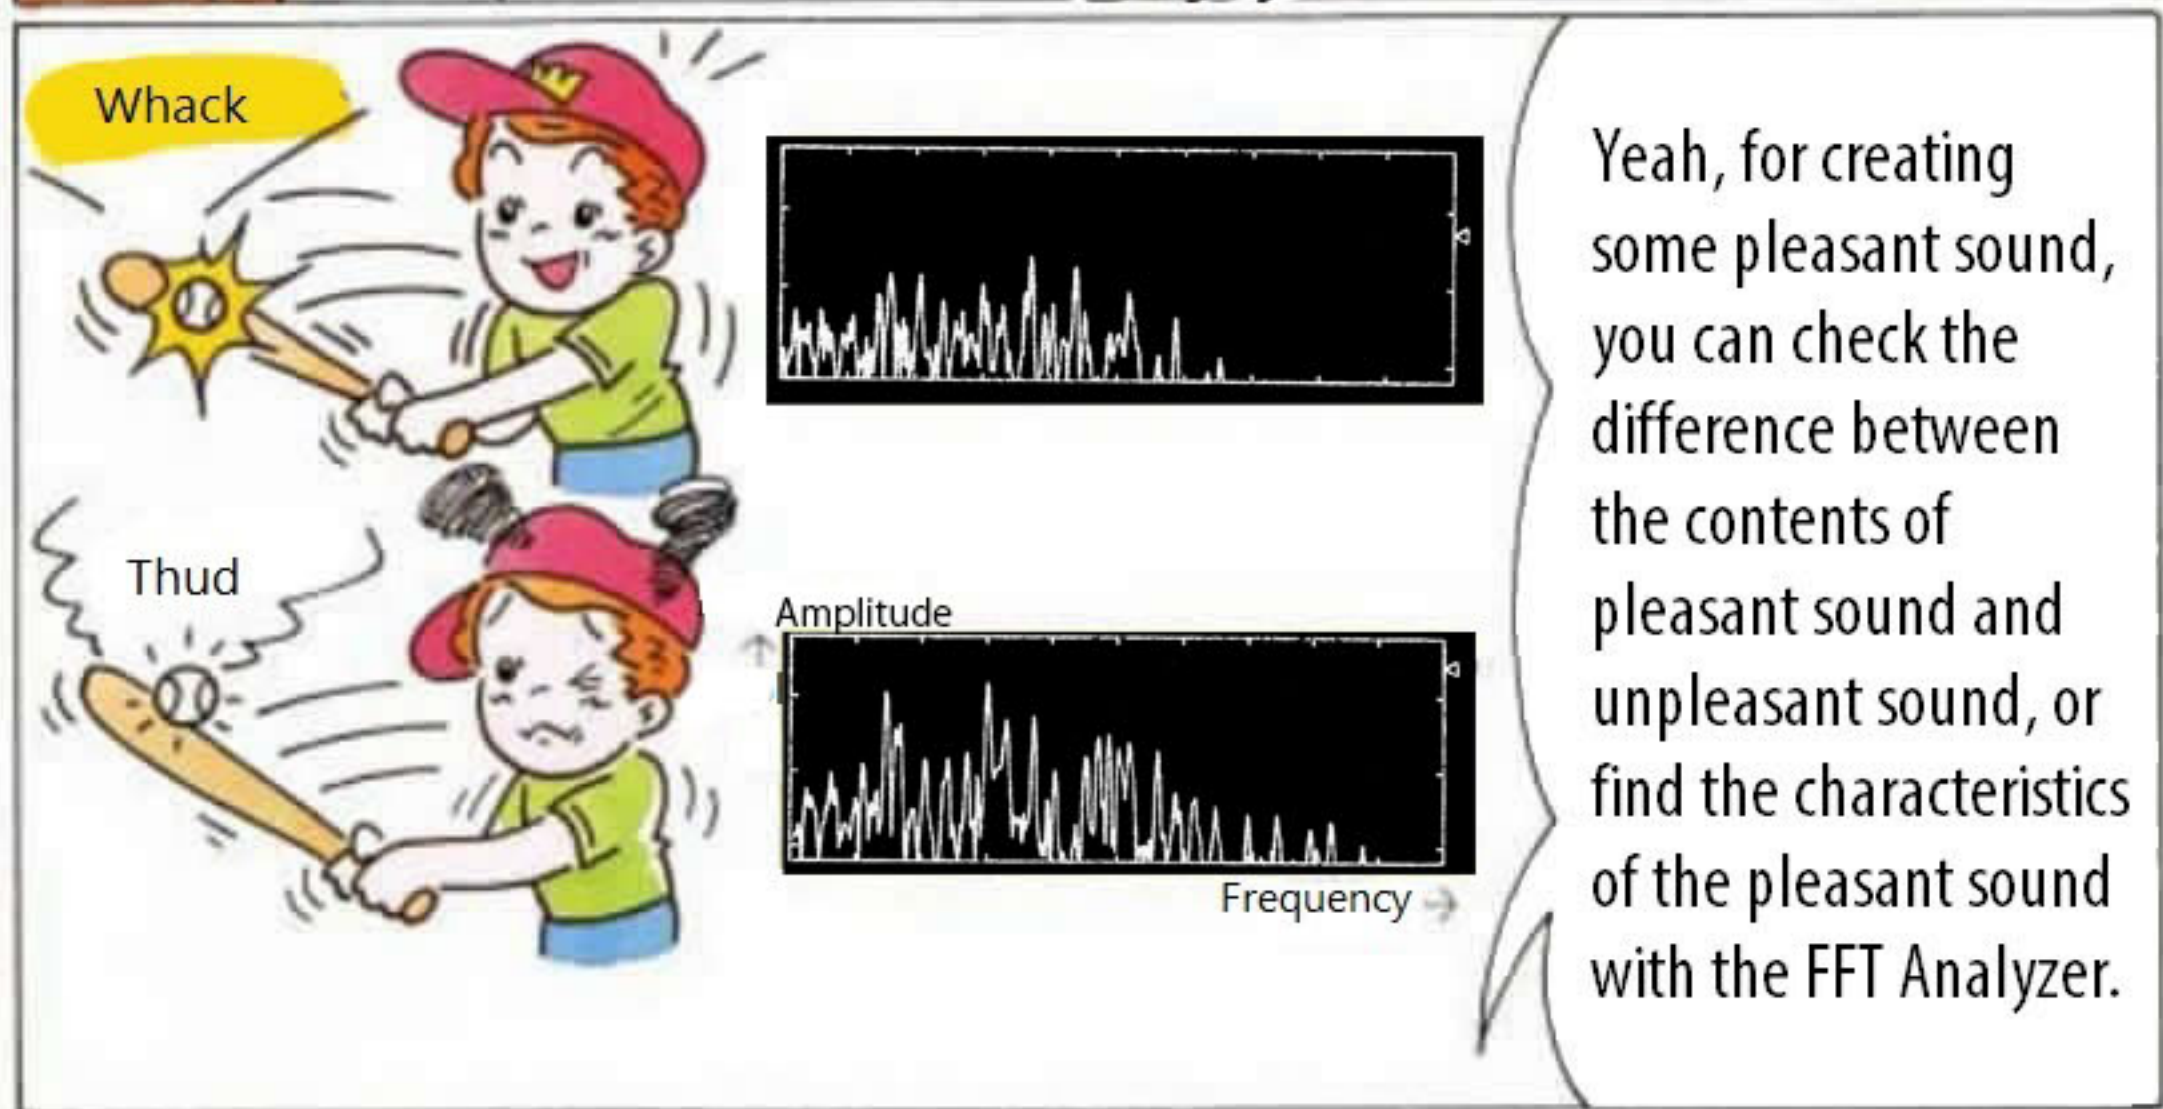 Whack
Thud
Amplitude
Frequency
Yeah, for creating
some pleasant sound,
you can check the
difference between
the contents of
pleasant sound and
unpleasant sound, or
find the characteristics
of the pleasant sound
with the FFT Analyzer.